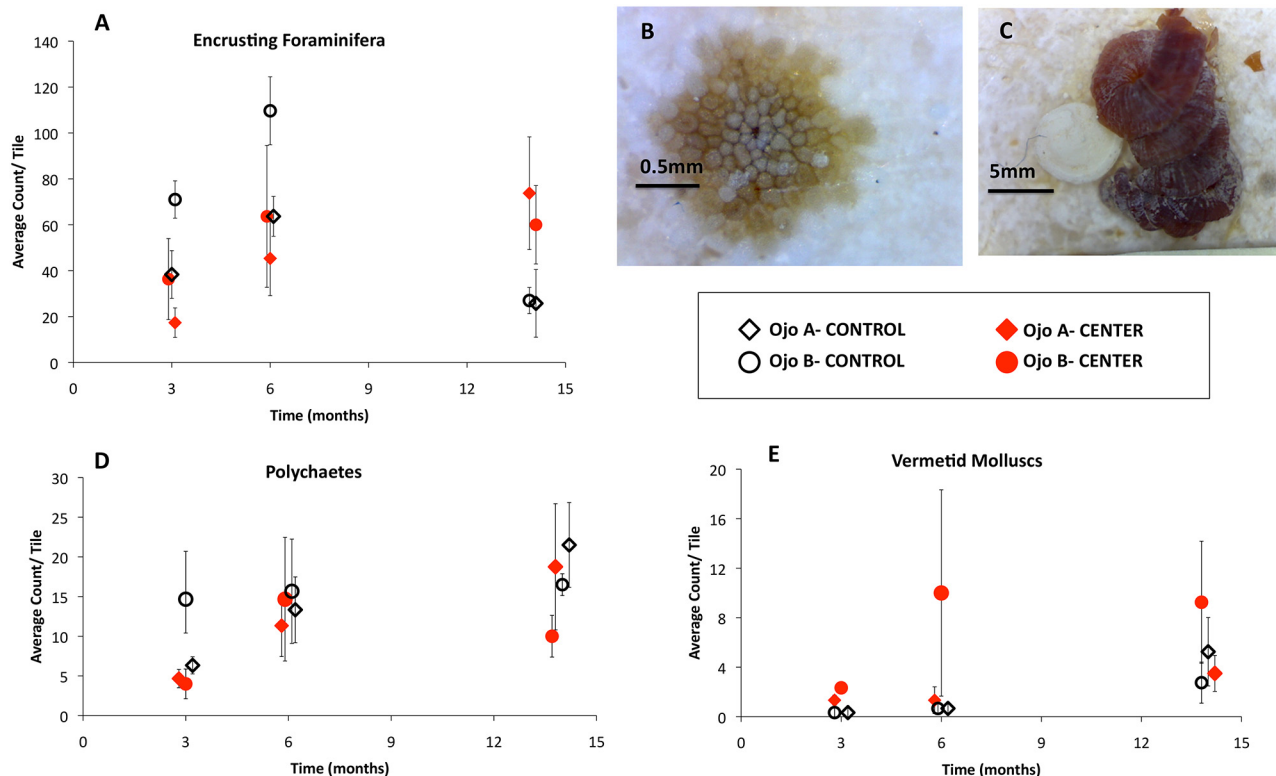 A
Encrusting Foraminifera
140
120
100
80
60
40
20
0
Average Count/ Tile
0 3 6 9 12 15
Time (months)
B
0.5mm
C
5mm
Ojo A- CONTROL
Ojo A- CENTER
Ojo B- CONTROL
Ojo B- CENTER
D
Polychaetes
30
25
20
15
10
5
0
Average Count/ Tile
0 3 6 9 12 15
Time (months)
E
Vermetid Molluscs
20
16
12
8
4
0
Average Count/ Tile
0 3 6 9 12 15
Time (months)